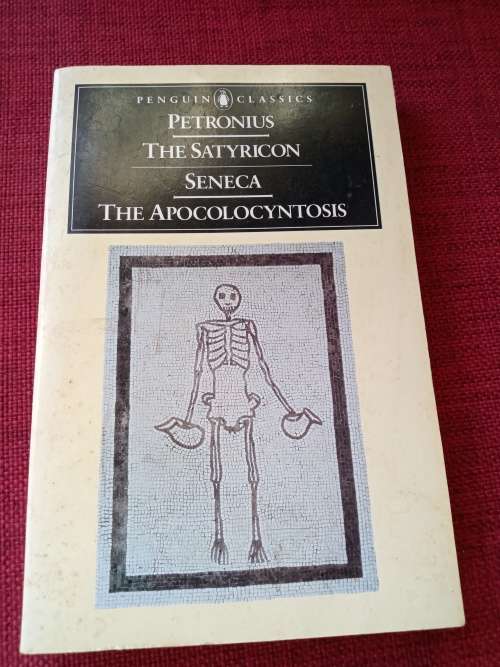 PENGUIN CLASSICS
PETRONIUS
THE SATYRICON
SENECA
THE APOCOLOCYNTOSIS